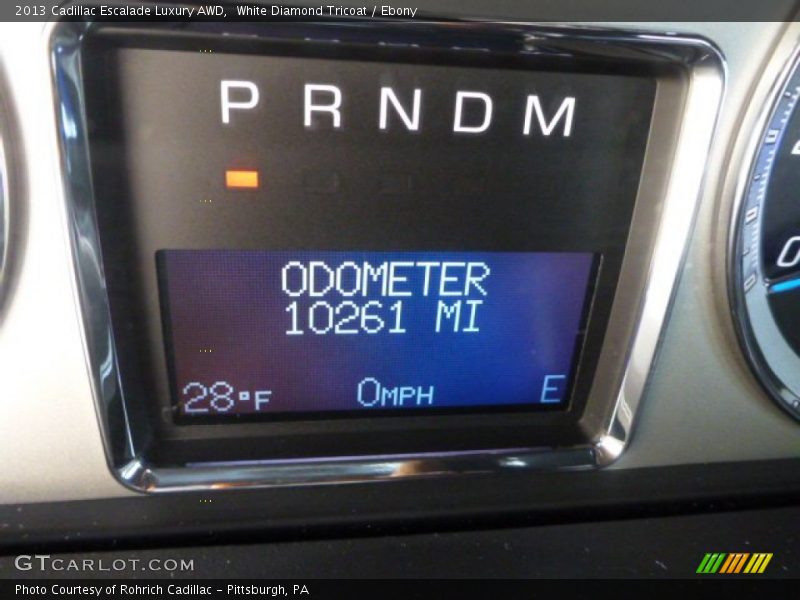 2013 Cadillac Escalade Luxury AWD,  White Diamond Tricoat / Ebony
P R N D M
ODOMETER
10261 MI
28°F 0MPH E
GTCARLOT.COM
Photo Courtesy of Rohrich Cadillac - Pittsburgh, PA